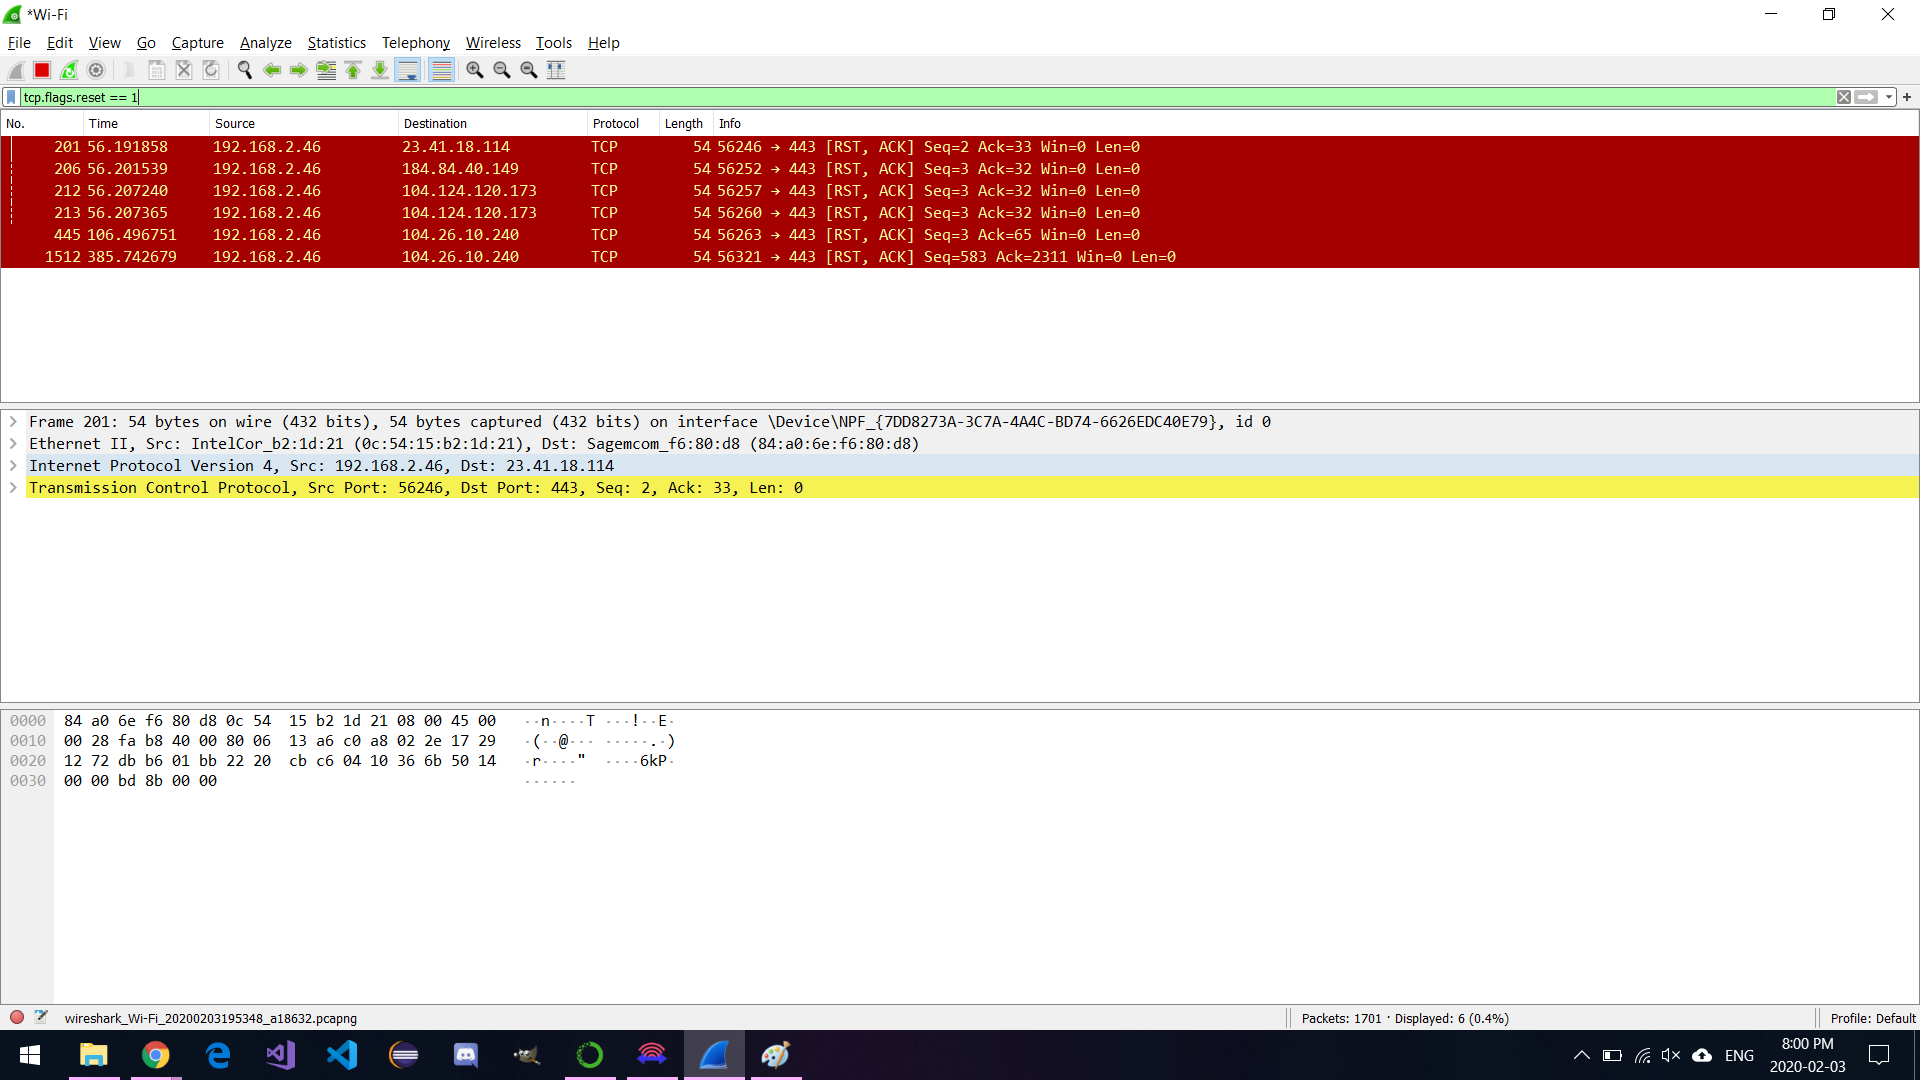 *Wi-Fi
File Edit View Go Capture Analyze Statistics Telephony Wireless Tools Help
tcp.flags.reset == 1
No. Time Source Destination Protocol Length Info
201 56.191858 192.168.2.46 23.41.18.114 TCP 54 56246 → 443 [RST, ACK] Seq=2 Ack=33 Win=0 Len=0
206 56.201539 192.168.2.46 184.84.40.149 TCP 54 56252 → 443 [RST, ACK] Seq=3 Ack=32 Win=0 Len=0
212 56.207240 192.168.2.46 104.124.120.173 TCP 54 56257 → 443 [RST, ACK] Seq=3 Ack=32 Win=0 Len=0
213 56.207365 192.168.2.46 104.124.120.173 TCP 54 56260 → 443 [RST, ACK] Seq=3 Ack=32 Win=0 Len=0
445 106.496751 192.168.2.46 104.26.10.240 TCP 54 56263 → 443 [RST, ACK] Seq=3 Ack=65 Win=0 Len=0
1512 385.742679 192.168.2.46 104.26.10.240 TCP 54 56321 → 443 [RST, ACK] Seq=583 Ack=2311 Win=0 Len=0
Frame 201: 54 bytes on wire (432 bits), 54 bytes captured (432 bits) on interface \Device\NPF_{7DD8273A-3C7A-4A4C-BD74-6626EDC40E79}, id 0
Ethernet II, Src: IntelCor_b2:1d:21 (0c:54:15:b2:1d:21), Dst: Sagemcom_f6:80:d8 (84:a0:6e:f6:80:d8)
Internet Protocol Version 4, Src: 192.168.2.46, Dst: 23.41.18.114
Transmission Control Protocol, Src Port: 56246, Dst Port: 443, Seq: 2, Ack: 33, Len: 0
0000 84 a0 6e f6 80 d8 0c 54 15 b2 1d 21 08 00 45 00 ··n····T ···!··E·
0010 00 28 fa b8 40 00 80 06 13 a6 c0 a8 02 2e 17 29 ·(··@··· ·····.·)
0020 12 72 db b6 01 bb 22 20 cb c6 04 10 36 6b 50 14 ·r····" ····6kP·
0030 00 00 bd 8b 00 00 ······
wireshark_Wi-Fi_20200203195348_a18632.pcapng Packets: 1701 · Displayed: 6 (0.4%) Profile: Default
ENG 8:00 PM
2020-02-03